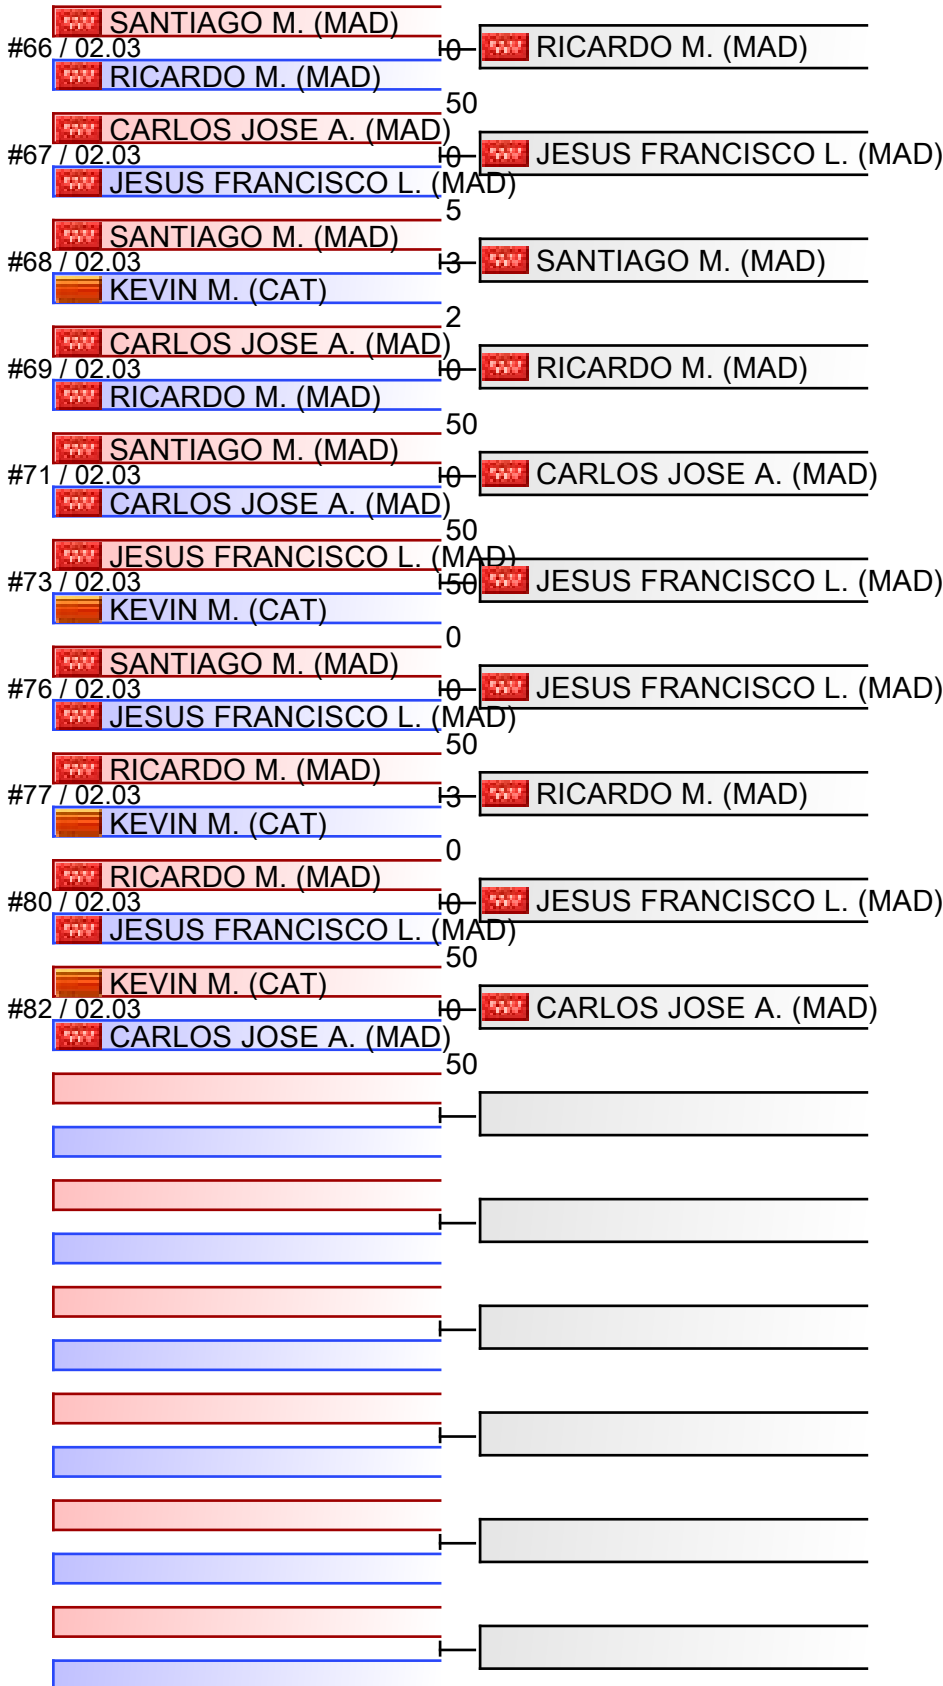 SANTIAGO M. (MAD)
#66 / 02.03 0 RICARDO M. (MAD)
RICARDO M. (MAD)
50
CARLOS JOSE A. (MAD)
#67 / 02.03 0 JESUS FRANCISCO L. (MAD)
JESUS FRANCISCO L. (MAD)
5
SANTIAGO M. (MAD)
#68 / 02.03 3 SANTIAGO M. (MAD)
KEVIN M. (CAT)
2
CARLOS JOSE A. (MAD)
#69 / 02.03 0 RICARDO M. (MAD)
RICARDO M. (MAD)
50
SANTIAGO M. (MAD)
#71 / 02.03 0 CARLOS JOSE A. (MAD)
CARLOS JOSE A. (MAD)
50
JESUS FRANCISCO L. (MAD)
#73 / 02.03 50 JESUS FRANCISCO L. (MAD)
KEVIN M. (CAT)
0
SANTIAGO M. (MAD)
#76 / 02.03 0 JESUS FRANCISCO L. (MAD)
JESUS FRANCISCO L. (MAD)
50
RICARDO M. (MAD)
#77 / 02.03 3 RICARDO M. (MAD)
KEVIN M. (CAT)
0
RICARDO M. (MAD)
#80 / 02.03 0 JESUS FRANCISCO L. (MAD)
JESUS FRANCISCO L. (MAD)
50
KEVIN M. (CAT)
#82 / 02.03 0 CARLOS JOSE A. (MAD)
CARLOS JOSE A. (MAD)
50